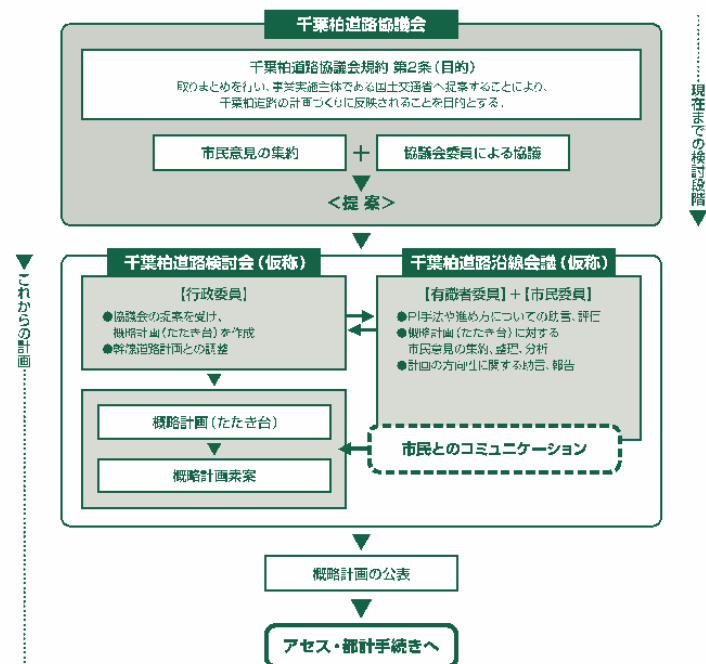 千葉柏道路協議会
千葉柏道路協議会規約 第2条(目的)
取りまとめを行い、事業実施主体である国土交通省へ提案することにより、
千葉柏道路の計画づくりに反映されることを目的とする。
市民意見の集約
+
協議会委員による協議
<提 案>
現在までの検討段階
これからの計画
千葉柏道路検討会(仮称)
【行政委員】
●協議会の提案を受け、
概略計画(たたき台)を作成
●幹線道路計画との調整
千葉柏道路沿線会議(仮称)
【有識者委員】+【市民委員】
●PI手法や進め方についての助言、評価
●概略計画(たたき台)に対する
市民意見の集約、整理、分析
●計画の方向性に関する助言、報告
概略計画(たたき台)
概略計画素案
市民とのコミュニケーション
概略計画の公表
アセス・都計手続きへ